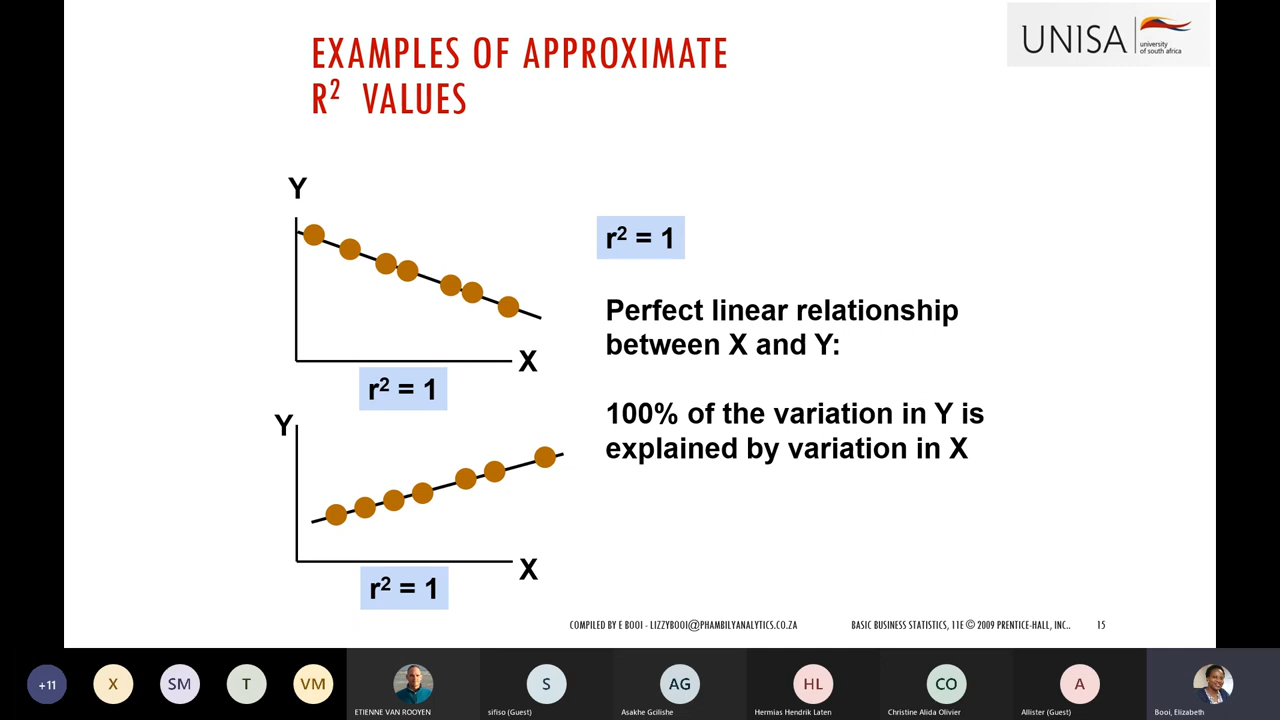 EXAMPLES OF APPROXIMATE
R² VALUES
UNISA
university
of south africa
Y
X
r² = 1
Y
X
r² = 1
r² = 1
Perfect linear relationship
between X and Y:
100% of the variation in Y is
explained by variation in X
COMPILED BY E BOOI - LIZZYBOOI@PHAMBILYANALYTICS.CO.ZA
BASIC BUSINESS STATISTICS, 11E © 2009 PRENTICE-HALL, INC..
15
+11
X
SM
T
VM
ETIENNE VAN ROOYEN
S
sifiso (Guest)
AG
Asakhe Gcilishe
HL
Hermias Hendrik Laten
CO
Christine Alida Olivier
A
Allister (Guest)
Booi, Elizabeth